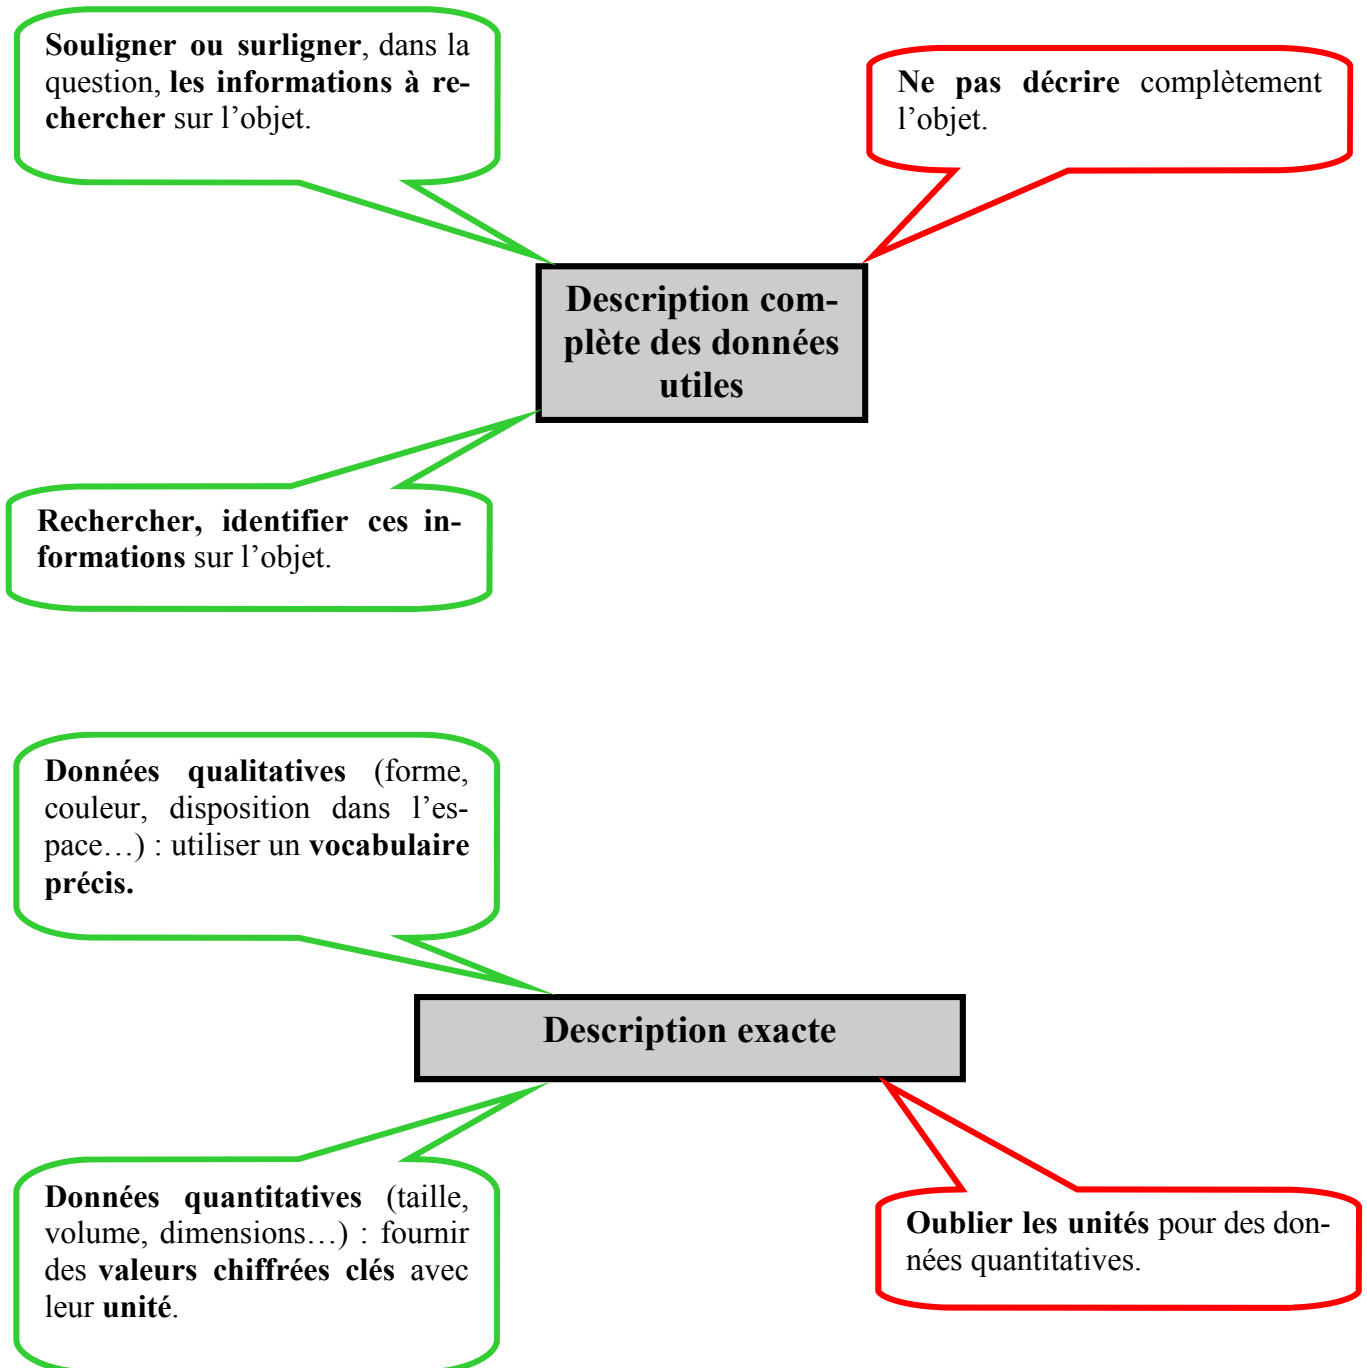 Souligner ou surligner, dans la
question, les informations à re-
chercher sur l’objet.
Ne pas décrire complètement
l’objet.
Description com-
plète des données
utiles
Rechercher, identifier ces in-
formations sur l’objet.
Données qualitatives (forme,
couleur, disposition dans l’es-
pace…) : utiliser un vocabulaire
précis.
Description exacte
Données quantitatives (taille,
volume, dimensions…) : fournir
des valeurs chiffrées clés avec
leur unité.
Oublier les unités pour des don-
nées quantitatives.